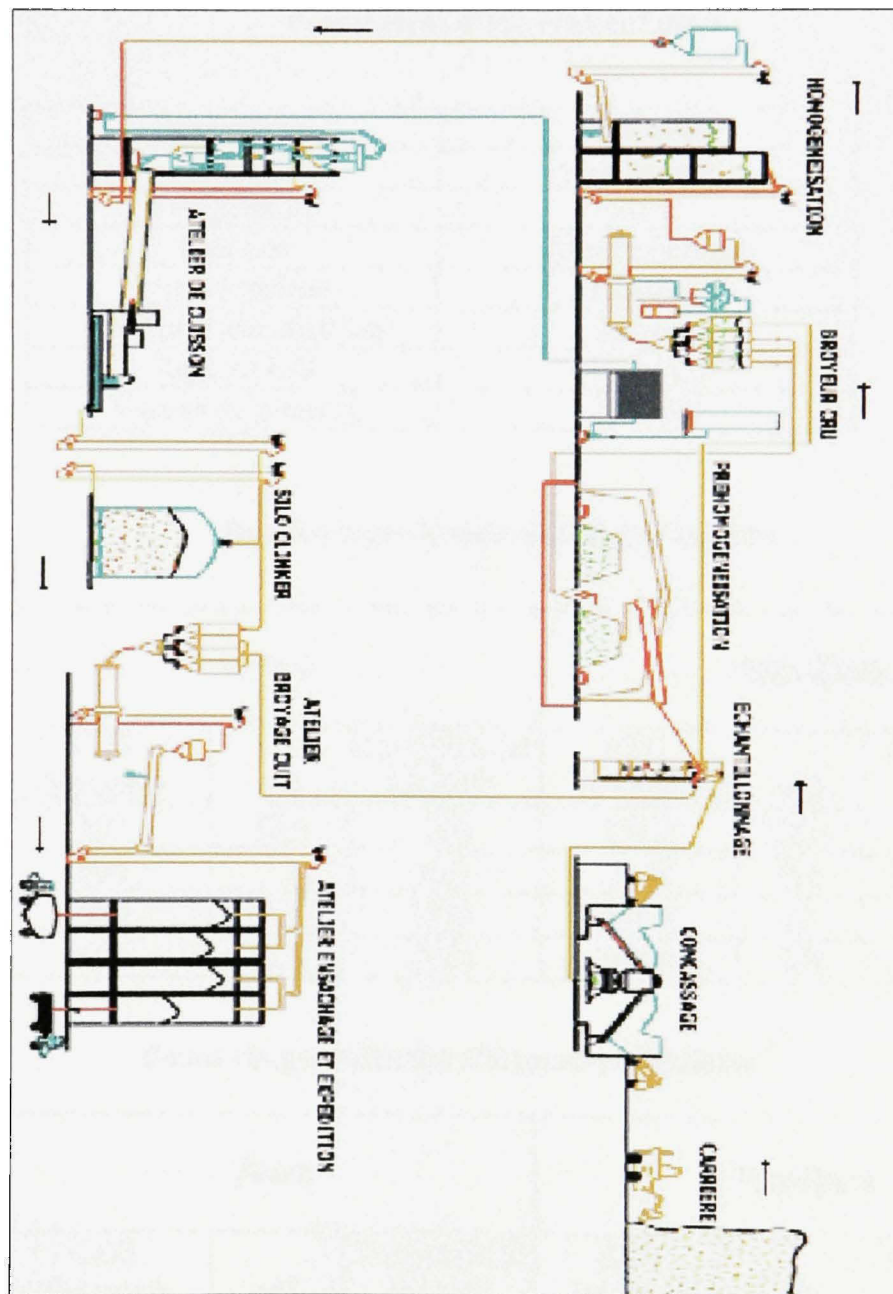 HOMOGENEISATION
BROYEUR CRU
PREHOMOGENEISATION
ECHANTILLONNAGE
CONCASSAGE
CARRIERE
ATELIER DE CUISSON
SILO CLINKER
ATELIER
BROYAGE CUIT
ATELIER ENSACHAGE ET EXPEDITION